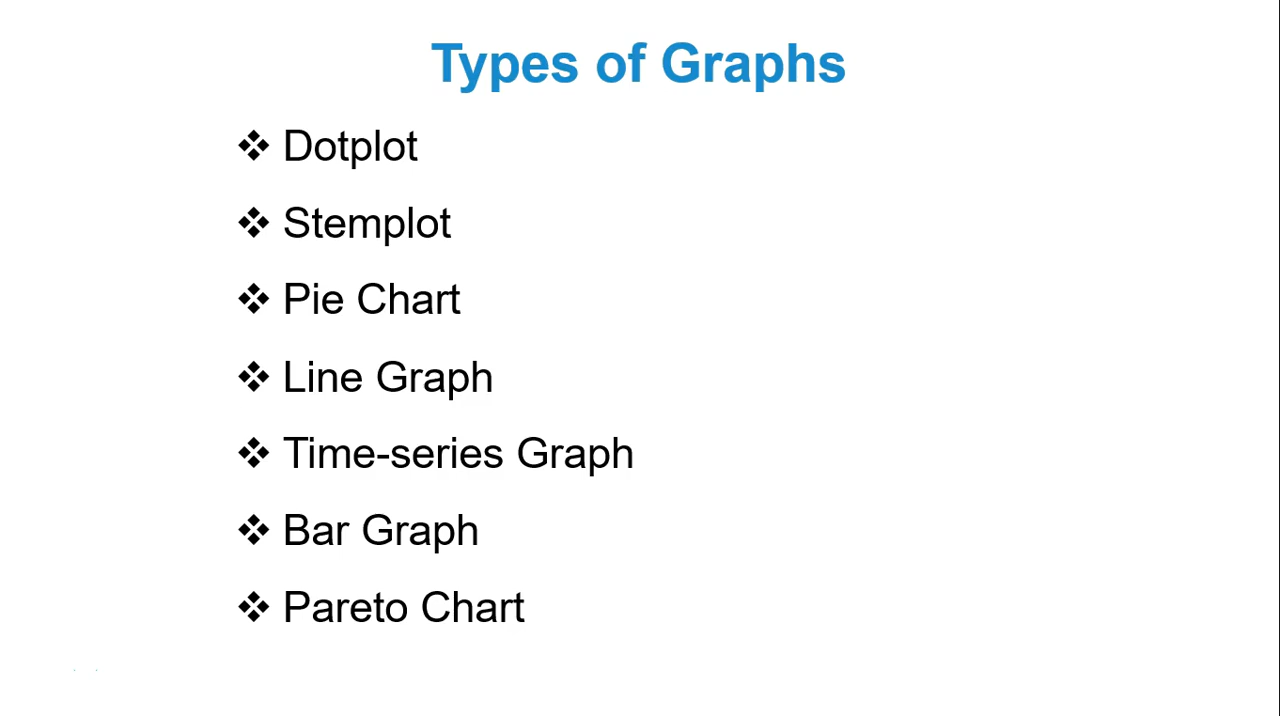 Types of Graphs
❖ Dotplot
❖ Stemplot
❖ Pie Chart
❖ Line Graph
❖ Time-series Graph
❖ Bar Graph
❖ Pareto Chart